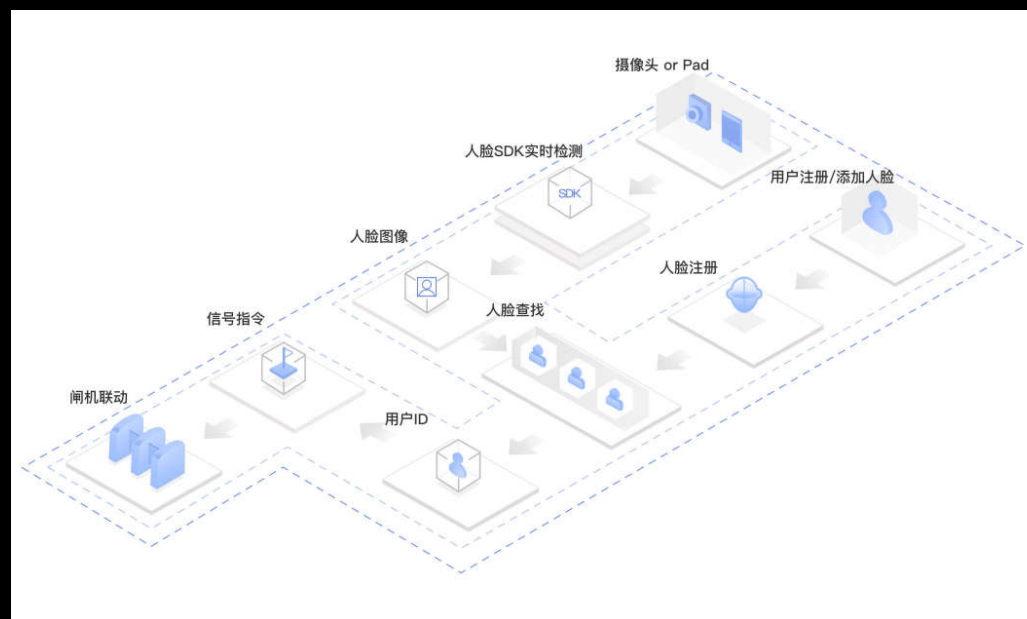 摄像头 or Pad
人脸SDK实时检测
SDK
用户注册/添加人脸
人脸图像
人脸注册
人脸查找
信号指令
闸机联动
用户ID